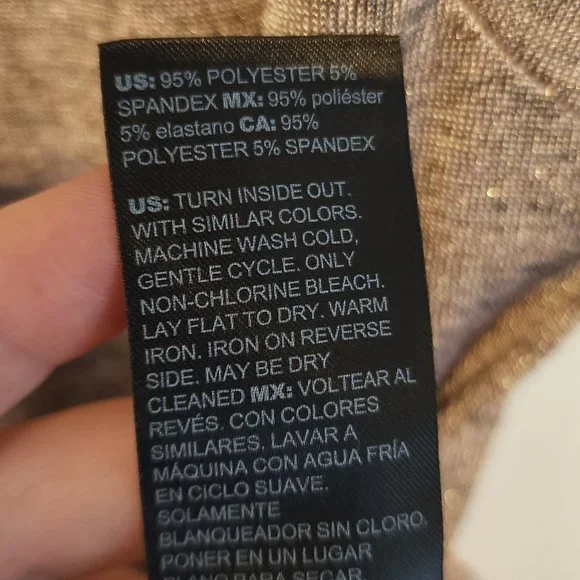 US: 95% POLYESTER 5%
SPANDEX MX: 95% poliéster
5% elastano CA: 95%
POLYESTER 5% SPANDEX
US: TURN INSIDE OUT.
WITH SIMILAR COLORS.
MACHINE WASH COLD,
GENTLE CYCLE. ONLY
NON-CHLORINE BLEACH.
LAY FLAT TO DRY. WARM
IRON. IRON ON REVERSE
SIDE. MAY BE DRY
CLEANED MX: VOLTEAR AL
REVÉS. CON COLORES
SIMILARES. LAVAR A
MÁQUINA CON AGUA FRÍA
EN CICLO SUAVE.
SOLAMENTE
BLANQUEADOR SIN CLORO.
PONER EN UN LUGAR
PLANO PARA SECAR